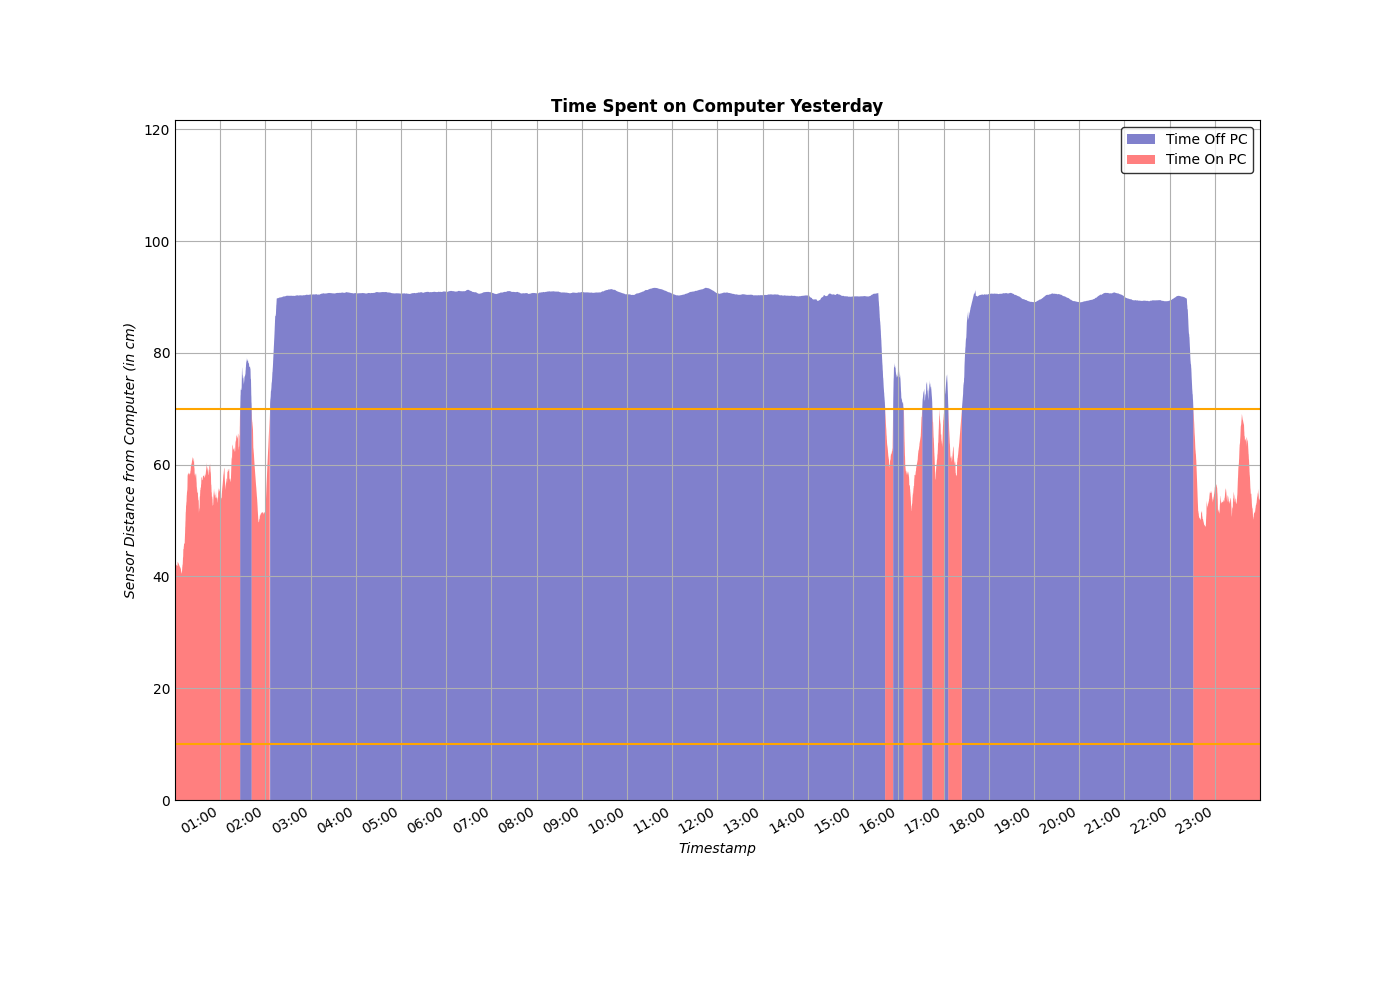 Time Spent on Computer Yesterday
Time Off PC
Time On PC
Sensor Distance from Computer (in cm)
120
100
80
60
40
20
0
01:00 02:00 03:00 04:00 05:00 06:00 07:00 08:00 09:00 10:00 11:00 12:00 13:00 14:00 15:00 16:00 17:00 18:00 19:00 20:00 21:00 22:00 23:00
Timestamp